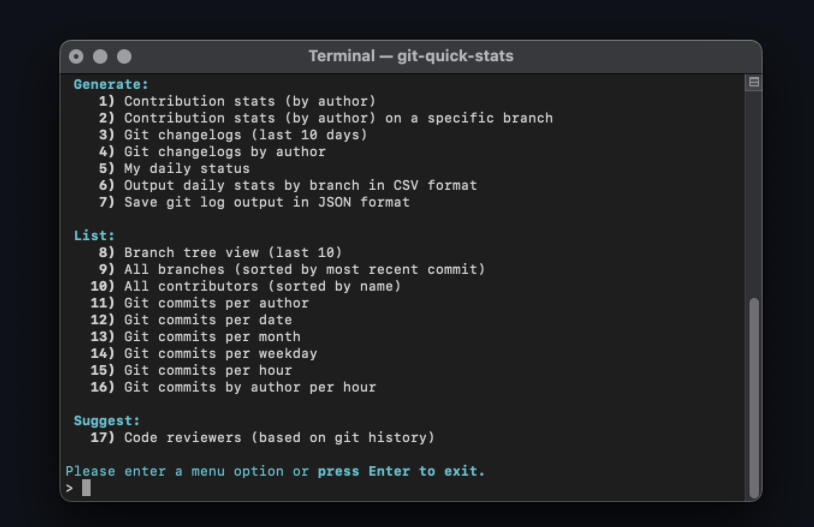 Terminal — git-quick-stats
Generate:
1) Contribution stats (by author)
2) Contribution stats (by author) on a specific branch
3) Git changelogs (last 10 days)
4) Git changelogs by author
5) My daily status
6) Output daily stats by branch in CSV format
7) Save git log output in JSON format
List:
8) Branch tree view (last 10)
9) All branches (sorted by most recent commit)
10) All contributors (sorted by name)
11) Git commits per author
12) Git commits per date
13) Git commits per month
14) Git commits per weekday
15) Git commits per hour
16) Git commits by author per hour
Suggest:
17) Code reviewers (based on git history)
Please enter a menu option or press Enter to exit.
>